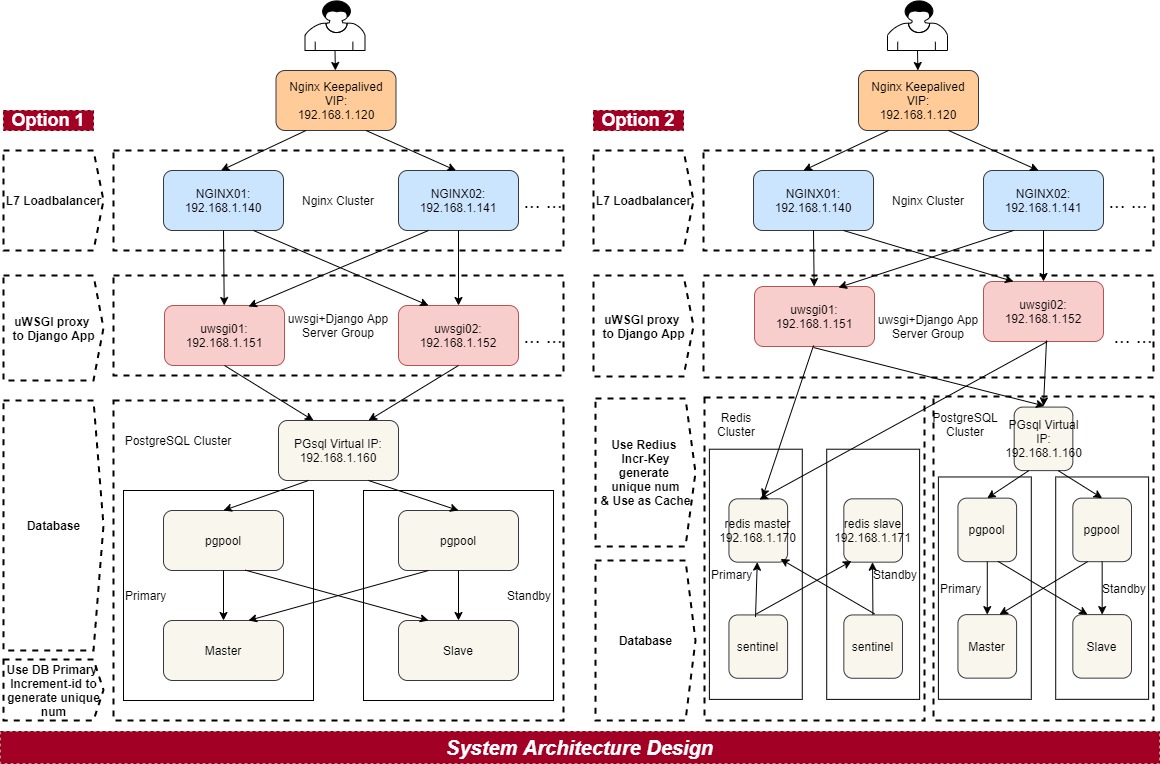 Nginx Keepalived
VIP:
192.168.1.120
Option 1
L7 Loadbalancer
NGINX01:
192.168.1.140
Nginx Cluster
NGINX02:
192.168.1.141
... ...
uWSGI proxy
to Django App
uwsgi01:
192.168.1.151
uwsgi+Django App
Server Group
uwsgi02:
192.168.1.152
... ...
Database
PostgreSQL Cluster
PGsql Virtual IP:
192.168.1.160
pgpool
pgpool
Primary
Standby
Master
Slave
Use DB Primary
Increment-id to
generate unique
num
Nginx Keepalived
VIP:
192.168.1.120
Option 2
L7 Loadbalancer
NGINX01:
192.168.1.140
Nginx Cluster
NGINX02:
192.168.1.141
... ...
uWSGI proxy
to Django App
uwsgi01:
192.168.1.151
uwsgi+Django App
Server Group
uwsgi02:
192.168.1.152
... ...
Use Redius
Incr-Key
generate
unique num
& Use as Cache
Redis
Cluster
redis master
192.168.1.170
redis slave
192.168.1.171
Primary
Standby
sentinel
sentinel
PostgreSQL
Cluster
PGsql Virtual
IP:
192.168.1.160
pgpool
pgpool
Primary
Standby
Master
Slave
Database
System Architecture Design